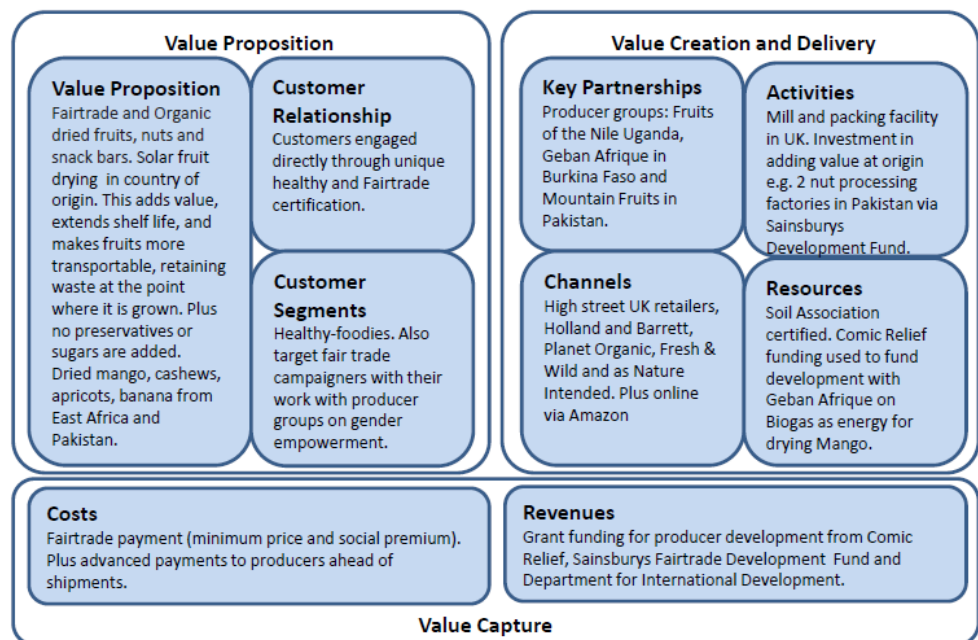 Value Proposition
Value Proposition
Fairtrade and Organic
dried fruits, nuts and
snack bars. Solar fruit
drying in country of
origin. This adds value,
extends shelf life, and
makes fruits more
transportable, retaining
waste at the point
where it is grown. Plus
no preservatives or
sugars are added.
Dried mango, cashews,
apricots, banana from
East Africa and
Pakistan.
Customer
Relationship
Customers engaged
directly through unique
healthy and Fairtrade
certification.
Customer
Segments
Healthy-foodies. Also
target fair trade
campaigners with their
work with producer
groups on gender
empowerment.
Value Creation and Delivery
Key Partnerships
Producer groups: Fruits
of the Nile Uganda,
Geban Afrique in
Burkina Faso and
Mountain Fruits in
Pakistan.
Activities
Mill and packing facility
in UK. Investment in
adding value at origin
e.g. 2 nut processing
factories in Pakistan via
Sainsburys
Development Fund.
Channels
High street UK retailers,
Holland and Barrett,
Planet Organic, Fresh &
Wild and as Nature
Intended. Plus online
via Amazon
Resources
Soil Association
certified. Comic Relief
funding used to fund
development with
Geban Afrique on
Biogas as energy for
drying Mango.
Costs
Fairtrade payment (minimum price and social premium).
Plus advanced payments to producers ahead of
shipments.
Revenues
Grant funding for producer development from Comic
Relief, Sainsburys Fairtrade Development Fund and
Department for International Development.
Value Capture